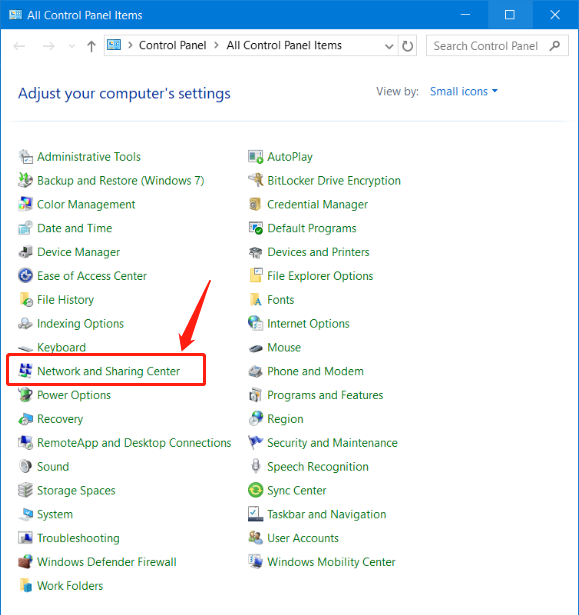 All Control Panel Items
Control Panel > All Control Panel Items
Search Control Panel
Adjust your computer's settings
View by: Small icons
Administrative Tools
AutoPlay
Backup and Restore (Windows 7)
BitLocker Drive Encryption
Color Management
Credential Manager
Date and Time
Default Programs
Device Manager
Devices and Printers
Ease of Access Center
File Explorer Options
File History
Fonts
Indexing Options
Internet Options
Keyboard
Mouse
Network and Sharing Center
Phone and Modem
Power Options
Programs and Features
Recovery
Region
RemoteApp and Desktop Connections
Security and Maintenance
Sound
Speech Recognition
Storage Spaces
Sync Center
System
Taskbar and Navigation
Troubleshooting
User Accounts
Windows Defender Firewall
Windows Mobility Center
Work Folders